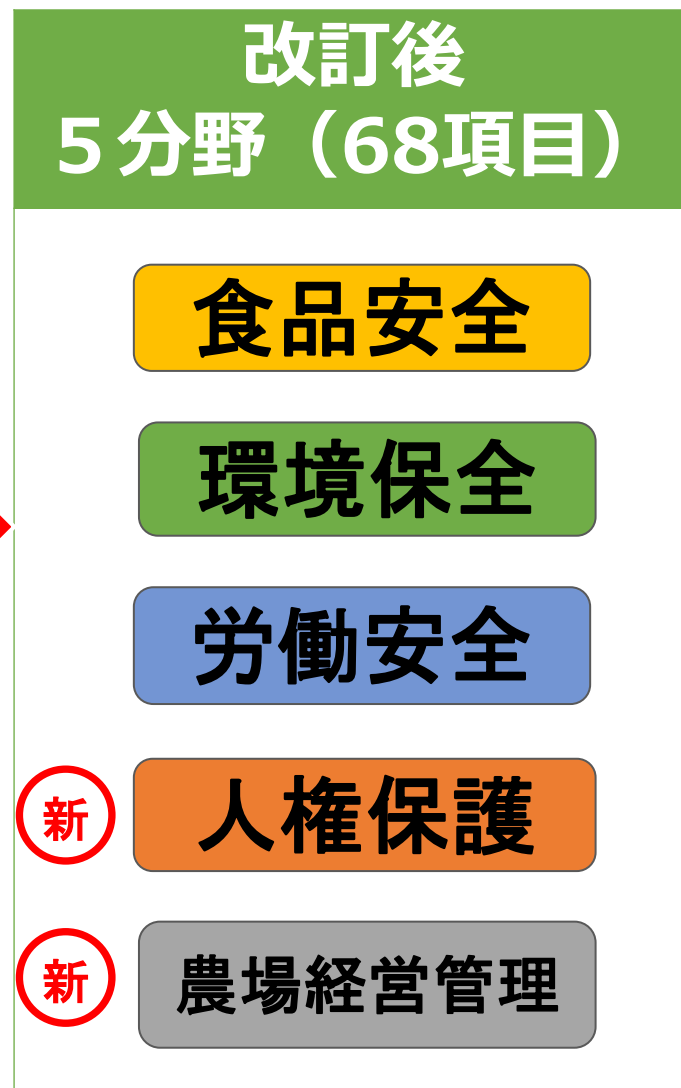 改訂後
５分野（68項目）
食品安全
環境保全
労働安全
新
人権保護
新
農場経営管理